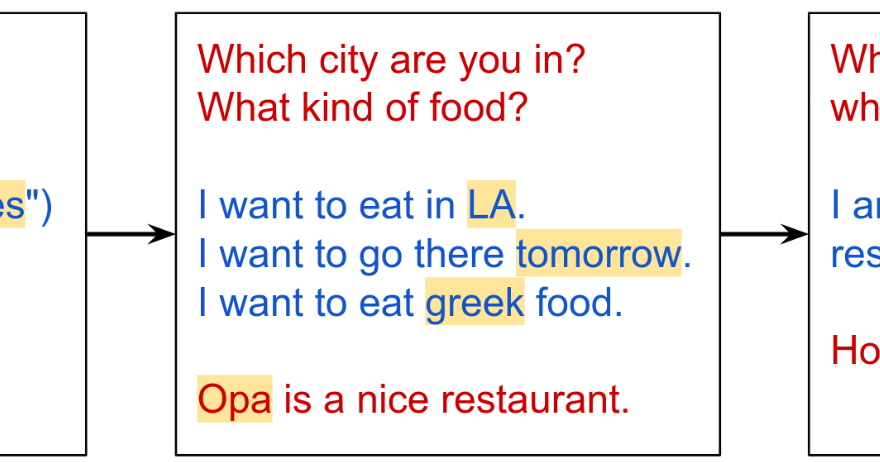 es")
Which city are you in?
What kind of food?
I want to eat in LA.
I want to go there tomorrow.
I want to eat greek food.
Opa is a nice restaurant.
Wh
wh
I a
res
Ho